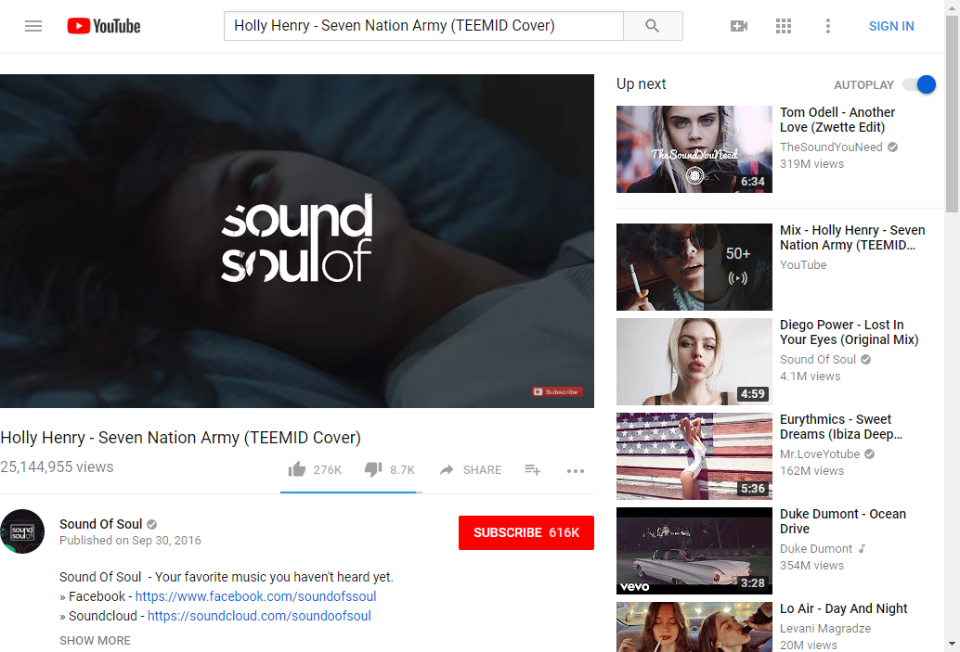 YouTube
Holly Henry - Seven Nation Army (TEEMID Cover)
SIGN IN
sound
soulof
Subscribe
Holly Henry - Seven Nation Army (TEEMID Cover)
25,144,955 views
276K
8.7K
SHARE
Sound Of Soul
Published on Sep 30, 2016
SUBSCRIBE 616K
Sound Of Soul - Your favorite music you haven't heard yet.
» Facebook - https://www.facebook.com/soundofssoul
» Soundcloud - https://soundcloud.com/soundoofsoul
SHOW MORE
Up next
AUTOPLAY
TheSoundYouNeed
6:34
Tom Odell - Another
Love (Zwette Edit)
TheSoundYouNeed
319M views
50+
Mix - Holly Henry - Seven
Nation Army (TEEMID...
YouTube
4:59
Diego Power - Lost In
Your Eyes (Original Mix)
Sound Of Soul
4.1M views
5:36
Eurythmics - Sweet
Dreams (Ibiza Deep...
Mr.LoveYotube
162M views
vevo
3:28
Duke Dumont - Ocean
Drive
Duke Dumont
354M views
Lo Air - Day And Night
Levani Magradze
20M views